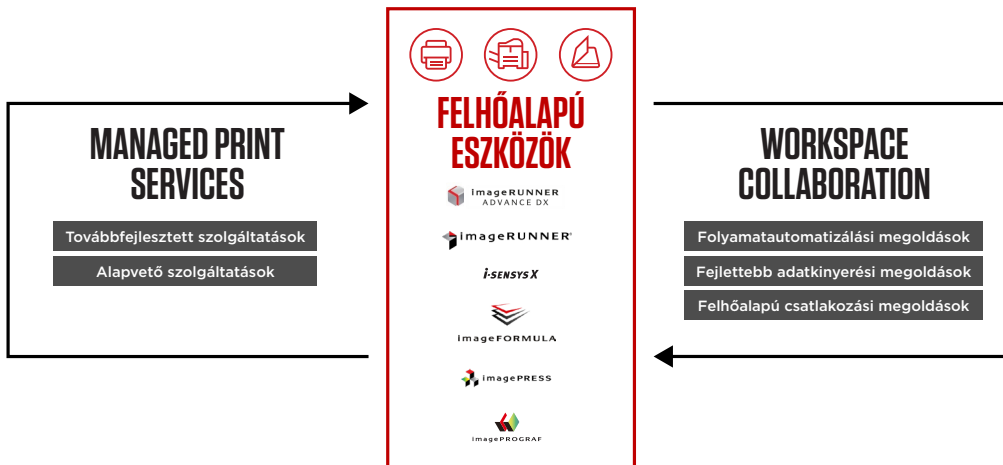 MANAGED PRINT
SERVICES
Továbbfejlesztett szolgáltatások
Alapvető szolgáltatások
FELHŐALAPÚ
ESZKÖZÖK
imageRUNNER
ADVANCE DX
imageRUNNER®
i-SENSYS X
imageFORMULA
imagePRESS
imagePROGRAF
WORKSPACE
COLLABORATION
Folyamatautomatizálási megoldások
Fejlettebb adatkinyerési megoldások
Felhőalapú csatlakozási megoldások